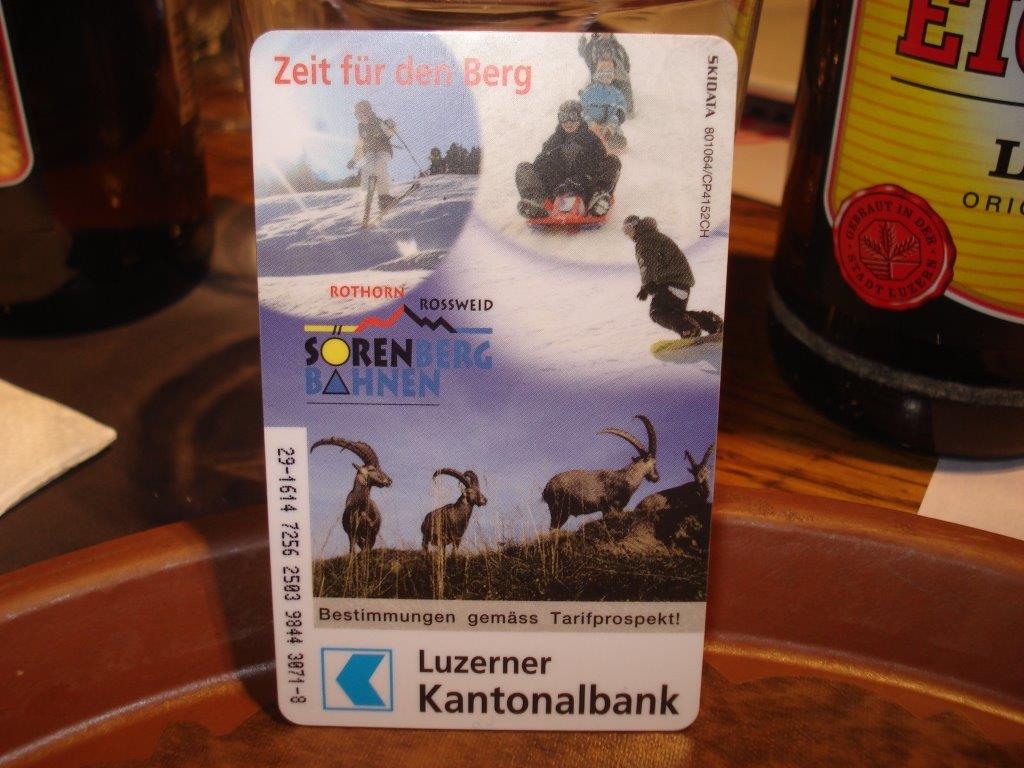 Zeit für den Berg
SKIDATA 801064/CP4152CH
ROTHORN
ROSSWEID
SÖRENBERG
BAHNEN
29-1614 7256 2503 9844 3071-8
Bestimmungen gemäss Tarifprospekt!
Luzerner
Kantonalbank
GEBRAUT IN DER
STADT LUZERN